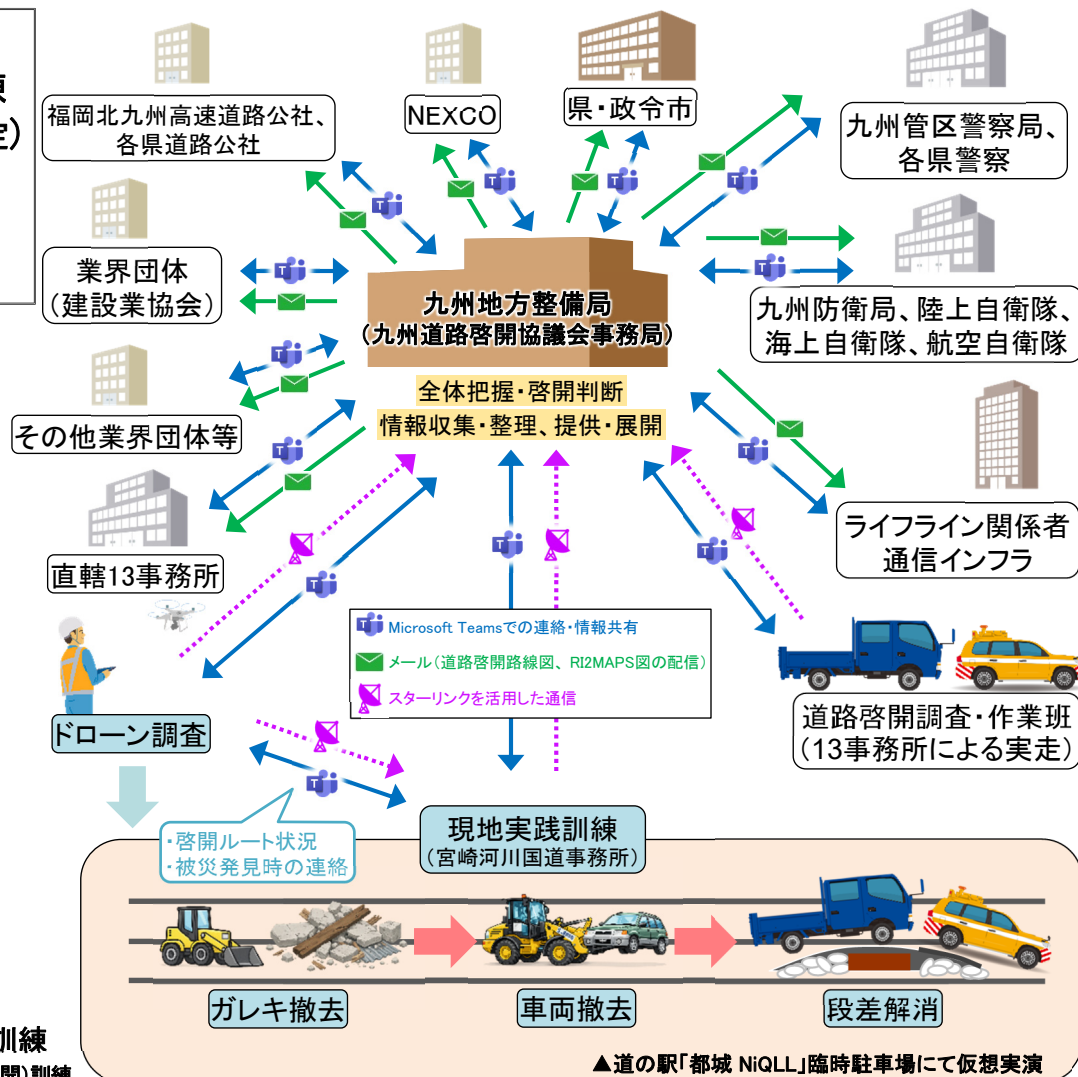 練
定)
福岡北九州高速道路公社、
各県道路公社
NEXCO
県・政令市
九州管区警察局、
各県警察
業界団体
(建設業協会)
九州地方整備局
(九州道路啓開協議会事務局)
九州防衛局、陸上自衛隊、
海上自衛隊、航空自衛隊
全体把握・啓開判断
情報収集・整理、提供・展開
その他業界団体等
直轄13事務所
ライフライン関係者
通信インフラ
Microsoft Teamsでの連絡・情報共有
メール(道路啓開路線図、RI2MAPS図の配信)
スターリンクを活用した通信
ドローン調査
道路啓開調査・作業班
(13事務所による実走)
・啓開ルート状況
・被災発見時の連絡
現地実践訓練
(宮崎河川国道事務所)
ガレキ撤去
車両撤去
段差解消
訓練
開)訓練
▲道の駅「都城 NiQLL」臨時駐車場にて仮想実演